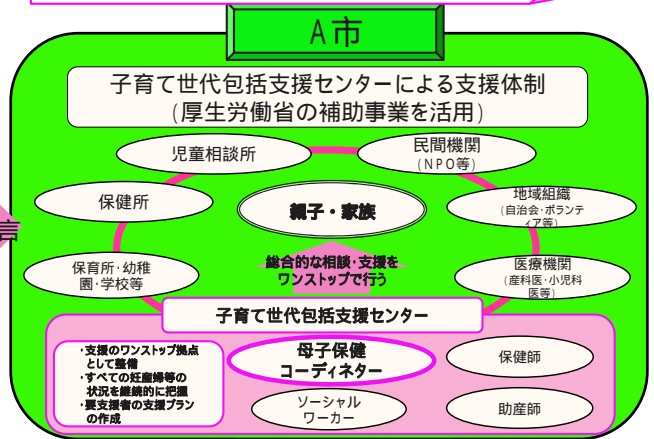 A市
子育て世代包括支援センターによる支援体制
(厚生労働省の補助事業を活用)
児童相談所
民間機関
(NPO等)
保健所
親子・家族
地域組織
(自治会・ボランテ
ィア等)
言
保育所・幼稚
園・学校等
総合的な相談・支援を
ワンストップで行う
医療機関
(産科医・小児科
医等)
子育て世代包括支援センター
・支援のワンストップ拠点
として整備
・すべての妊産婦等の
状況を継続的に把握
・要支援者の支援プラン
の作成
母子保健
コーディネター
保健師
ソーシャル
ワーカー
助産師